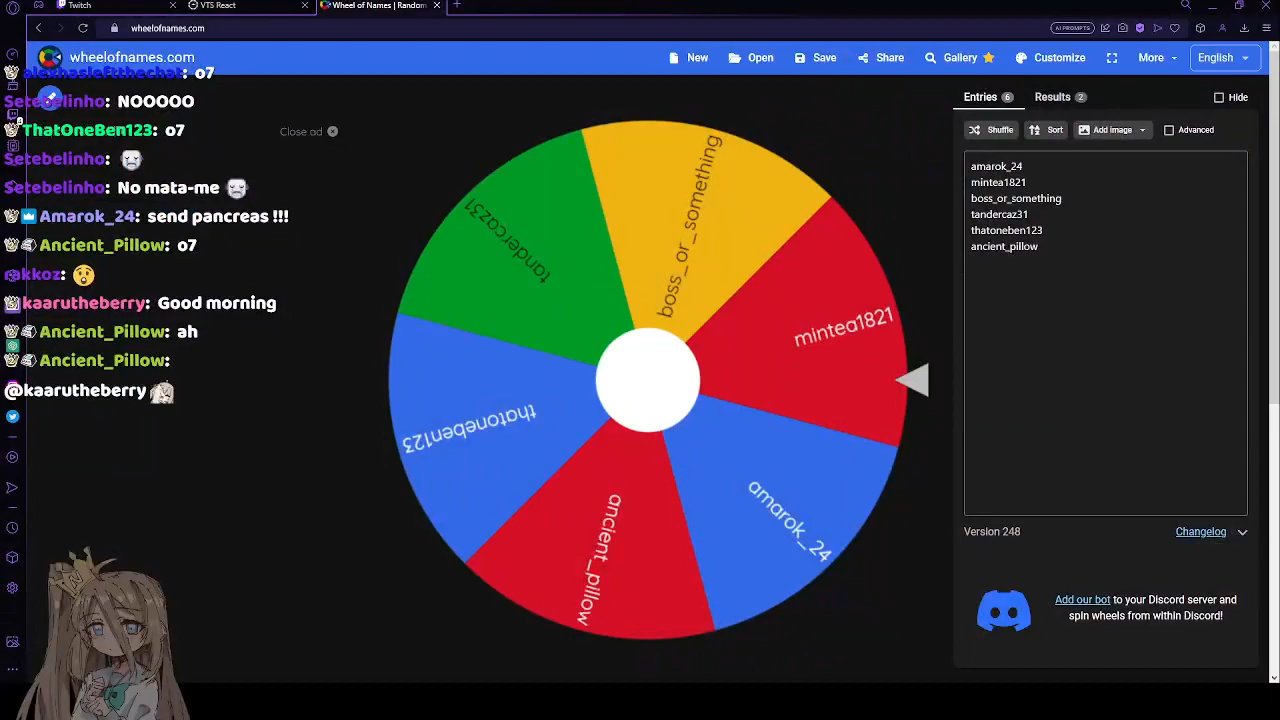 Twitch
VTS React
Wheel of Names | Random
wheelofnames.com
AI PROMPTS
wheelofnames.com
New
Open
Save
Share
Gallery
Customize
More
English
alexhasleftthechat: o7
Setebelinho: NOOOOO
ThatOneBen123: o7
Setebelinho:
Setebelinho: No mata-me
Amarok_24: send pancreas !!!
Ancient_Pillow: o7
rakkoz:
kaarutheberry: Good morning
Ancient_Pillow: ah
Ancient_Pillow:
@kaarutheberry
Close ad
boss_or_something
mintea1821
amarok_24
ancient_pillow
thatoneben123
tandercaz31
Entries 6
Results 2
Hide
Shuffle
Sort
Add image
Advanced
amarok_24
mintea1821
boss_or_something
tandercaz31
thatoneben123
ancient_pillow
Version 248
Changelog
Add our bot to your Discord server and
spin wheels from within Discord!